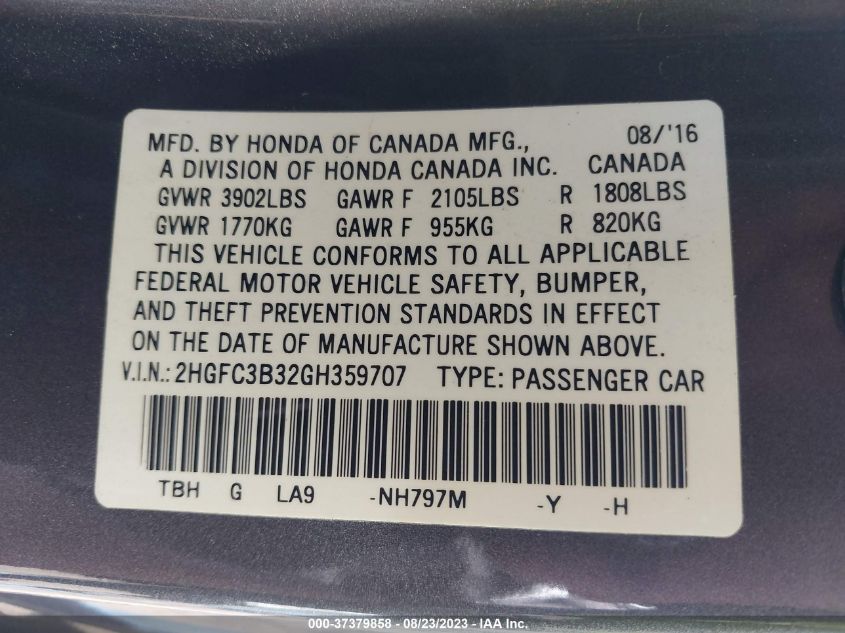 MFD. BY HONDA OF CANADA MFG., 08/'16
A DIVISION OF HONDA CANADA INC. CANADA
GVWR 3902LBS GAWR F 2105LBS R 1808LBS
GVWR 1770KG GAWR F 955KG R 820KG
THIS VEHICLE CONFORMS TO ALL APPLICABLE
FEDERAL MOTOR VEHICLE SAFETY, BUMPER,
AND THEFT PREVENTION STANDARDS IN EFFECT
ON THE DATE OF MANUFACTURE SHOWN ABOVE.
V.I.N.: 2HGFC3B32GH359707 TYPE: PASSENGER CAR
TBH G LA9 -NH797M -Y -H
000-37379858 - 08/23/2023 - IAA Inc.